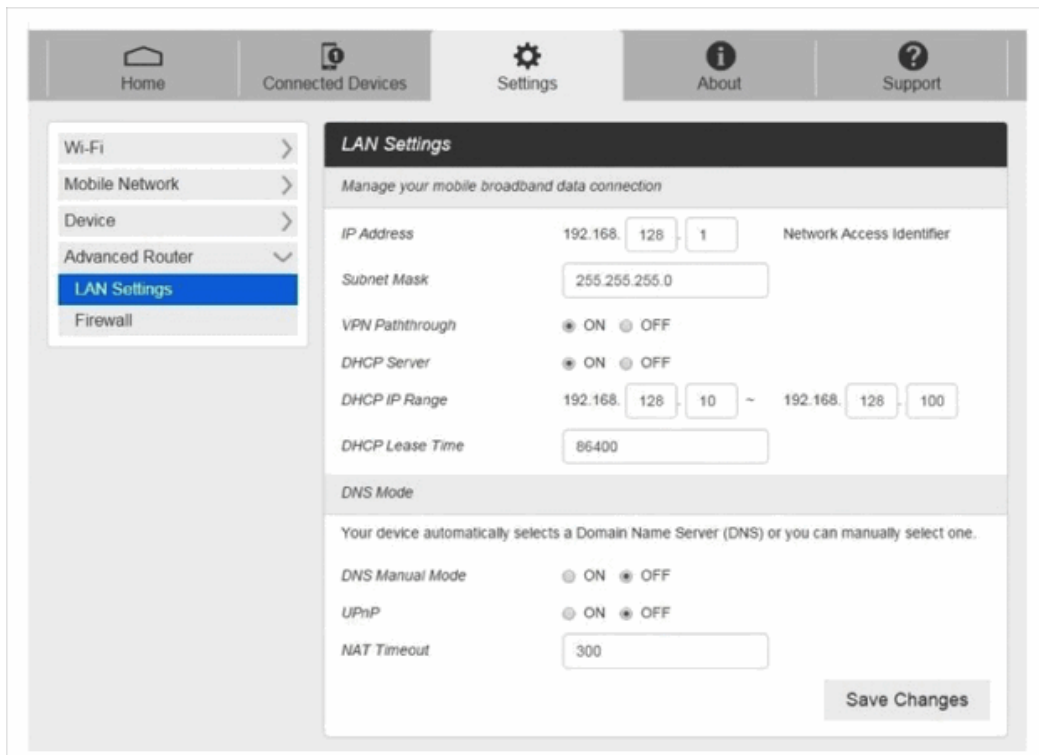 1
Home
Connected Devices
Settings
About
Support
Wi-Fi
Mobile Network
Device
Advanced Router
LAN Settings
Firewall
LAN Settings
Manage your mobile broadband data connection
IP Address 192.168. 128 . 1 Network Access Identifier
Subnet Mask 255.255.255.0
VPN Paththrough ON OFF
DHCP Server ON OFF
DHCP IP Range 192.168. 128 . 10 ~ 192.168. 128 . 100
DHCP Lease Time 86400
DNS Mode
Your device automatically selects a Domain Name Server (DNS) or you can manually select one.
DNS Manual Mode ON OFF
UPnP ON OFF
NAT Timeout 300
Save Changes